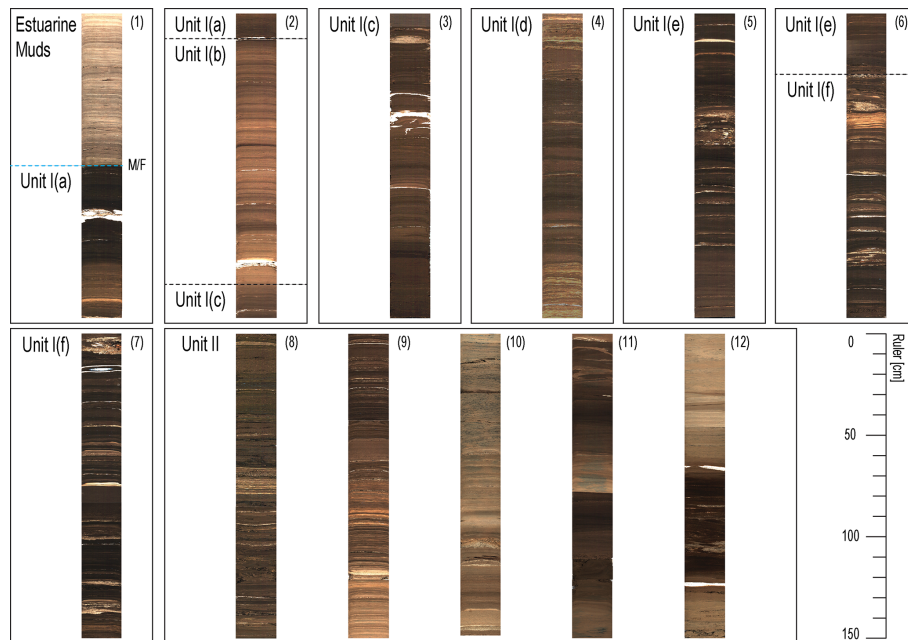 Estuarine
Muds
(1)
M/F
Unit I(a)
Unit I(a)
(2)
Unit I(b)
Unit I(c)
Unit I(c)
(3)
Unit I(d)
(4)
Unit I(e)
(5)
Unit I(e)
(6)
Unit I(f)
Unit I(f)
(7)
Unit II
(8)
(9)
(10)
(11)
(12)
0
50
100
150
Ruler [cm]